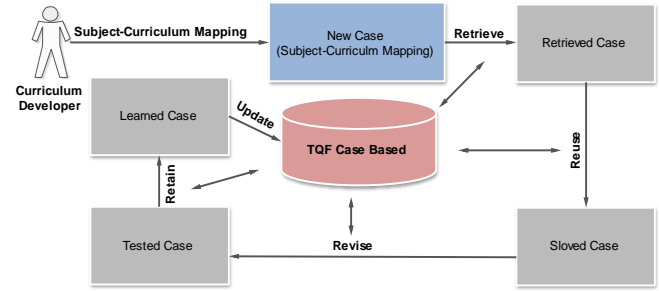 Subject-Curriculum Mapping
New Case
(Subject-Curriculm Mapping)
Retrieve
Retrieved Case
Curriculum
Developer
Learned Case
Update
TQF Case Based
Reuse
Retain
Tested Case
Revise
Sloved Case